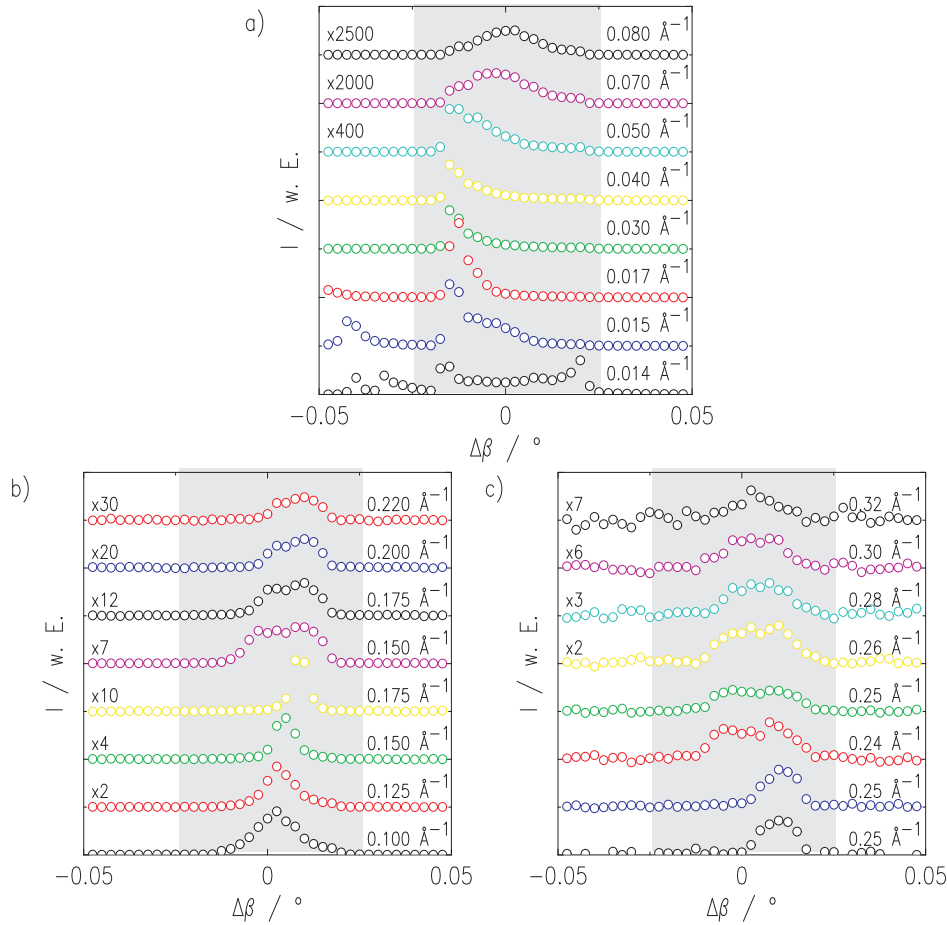 a)
x2500 0.080 Å⁻¹
x2000 0.070 Å⁻¹
x400 0.050 Å⁻¹
0.040 Å⁻¹
0.030 Å⁻¹
0.017 Å⁻¹
0.015 Å⁻¹
0.014 Å⁻¹
I / w. E.
−0.05 0 0.05
Δβ / °
b)
x30 0.220 Å⁻¹
x20 0.200 Å⁻¹
x12 0.175 Å⁻¹
x7 0.150 Å⁻¹
x10 0.175 Å⁻¹
x4 0.150 Å⁻¹
x2 0.125 Å⁻¹
0.100 Å⁻¹
I / w. E.
−0.05 0 0.05
Δβ / °
c)
x7 0.32 Å⁻¹
x6 0.30 Å⁻¹
x3 0.28 Å⁻¹
x2 0.26 Å⁻¹
0.25 Å⁻¹
0.24 Å⁻¹
0.25 Å⁻¹
0.25 Å⁻¹
I / w. E.
−0.05 0 0.05
Δβ / °